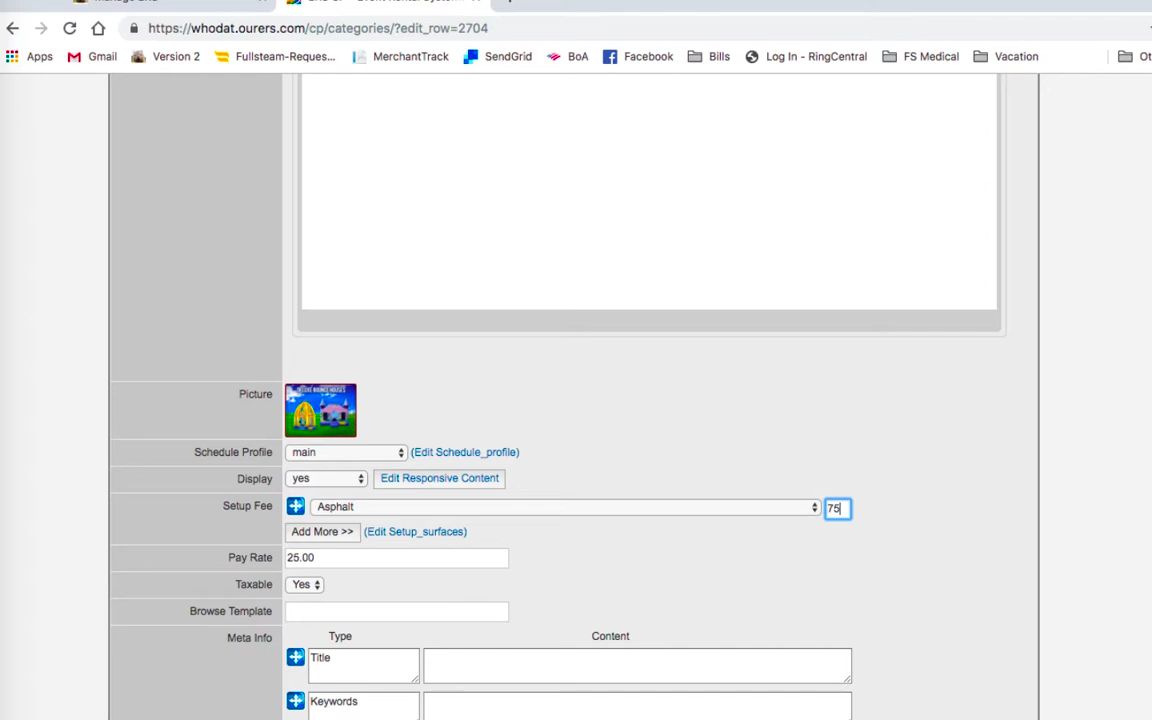 https://whodat.ourers.com/cp/categories/?edit_row=2704
Apps Gmail Version 2 Fullsteam-Reques... MerchantTrack SendGrid BoA Facebook Bills Log In - RingCentral FS Medical Vacation Ot
Picture
Schedule Profile main (Edit Schedule_profile)
Display yes Edit Responsive Content
Setup Fee Asphalt 75
Add More >> (Edit Setup_surfaces)
Pay Rate 25.00
Taxable Yes
Browse Template
Meta Info Type Content
Title
Keywords